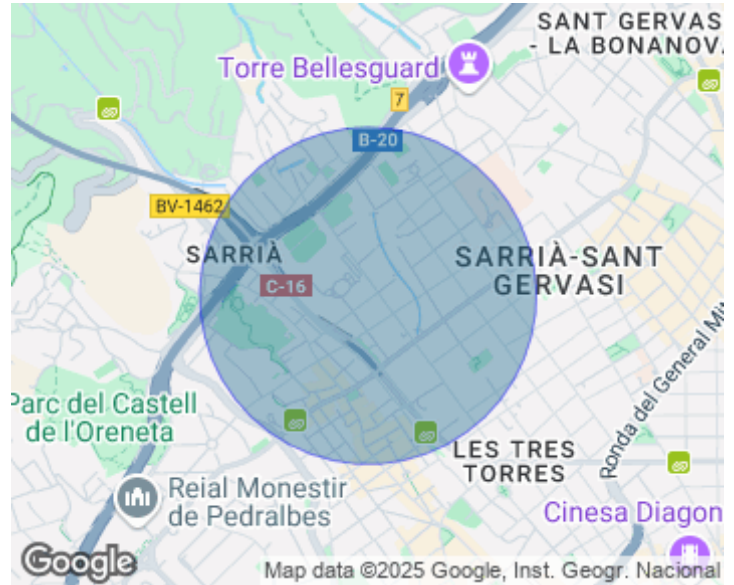 SANT GERVAS
- LA BONANOV
Torre Bellesguard
7
B-20
BV-1462
SARRIÀ
SARRIÀ-SANT
GERVASI
C-16
Ronda del General Mit
Parc del Castell
de l'Oreneta
LES TRES
TORRES
Reial Monestir
de Pedralbes
Cinesa Diagon
Google
Map data ©2025 Google, Inst. Geogr. Nacional